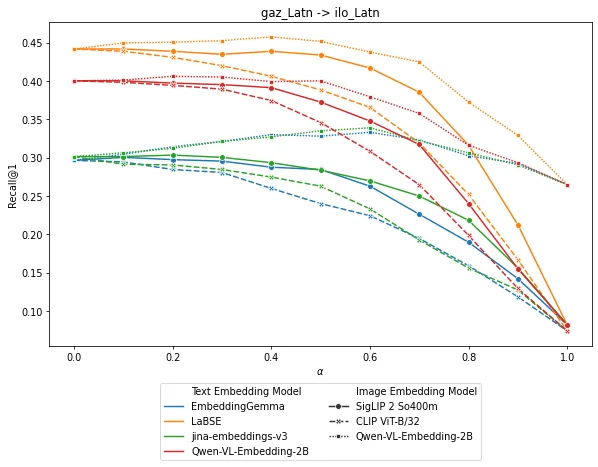 gaz_Latn -> ilo_Latn
Recall@1
0.45
0.40
0.35
0.30
0.25
0.20
0.15
0.10
0.0 0.2 0.4 0.6 0.8 1.0
α
Text Embedding Model
EmbeddingGemma
LaBSE
jina-embeddings-v3
Qwen-VL-Embedding-2B
Image Embedding Model
SigLIP 2 So400m
CLIP ViT-B/32
Qwen-VL-Embedding-2B